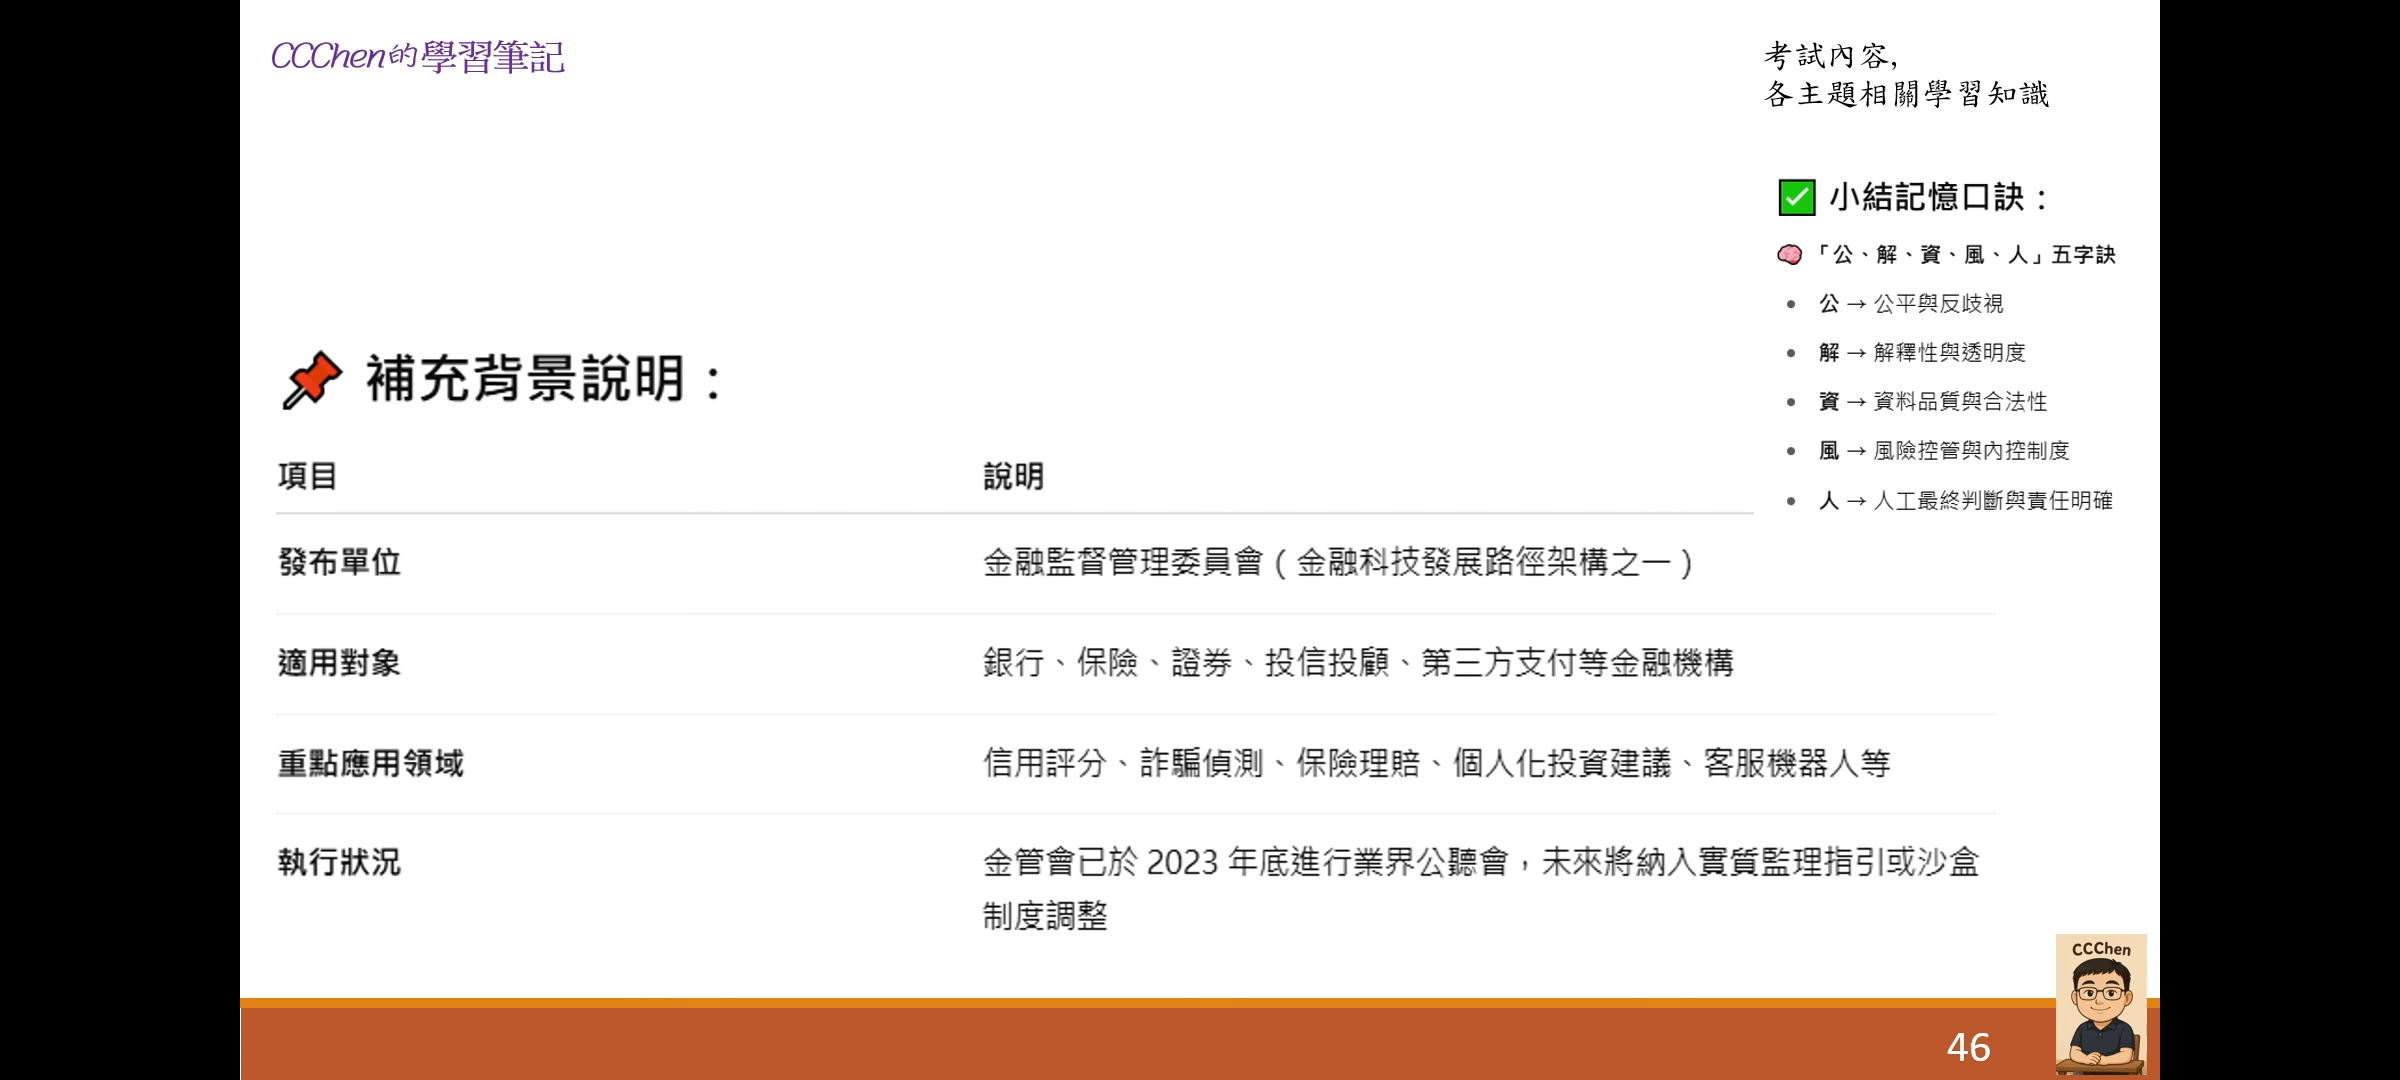 CCChen的學習筆記
考試內容,
各主題相關學習知識
✅ 小結記憶口訣：
🧠「公、解、資、風、人」五字訣
• 公 → 公平與反歧視
• 解 → 解釋性與透明度
• 資 → 資料品質與合法性
• 風 → 風險控管與內控制度
• 人 → 人工最終判斷與責任明確
📌 補充背景說明：
項目 說明
發布單位 金融監督管理委員會（金融科技發展路徑架構之一）
適用對象 銀行、保險、證券、投信投顧、第三方支付等金融機構
重點應用領域 信用評分、詐騙偵測、保險理賠、個人化投資建議、客服機器人等
執行狀況 金管會已於 2023 年底進行業界公聽會，未來將納入實質監理指引或沙盒
制度調整
CCChen
46